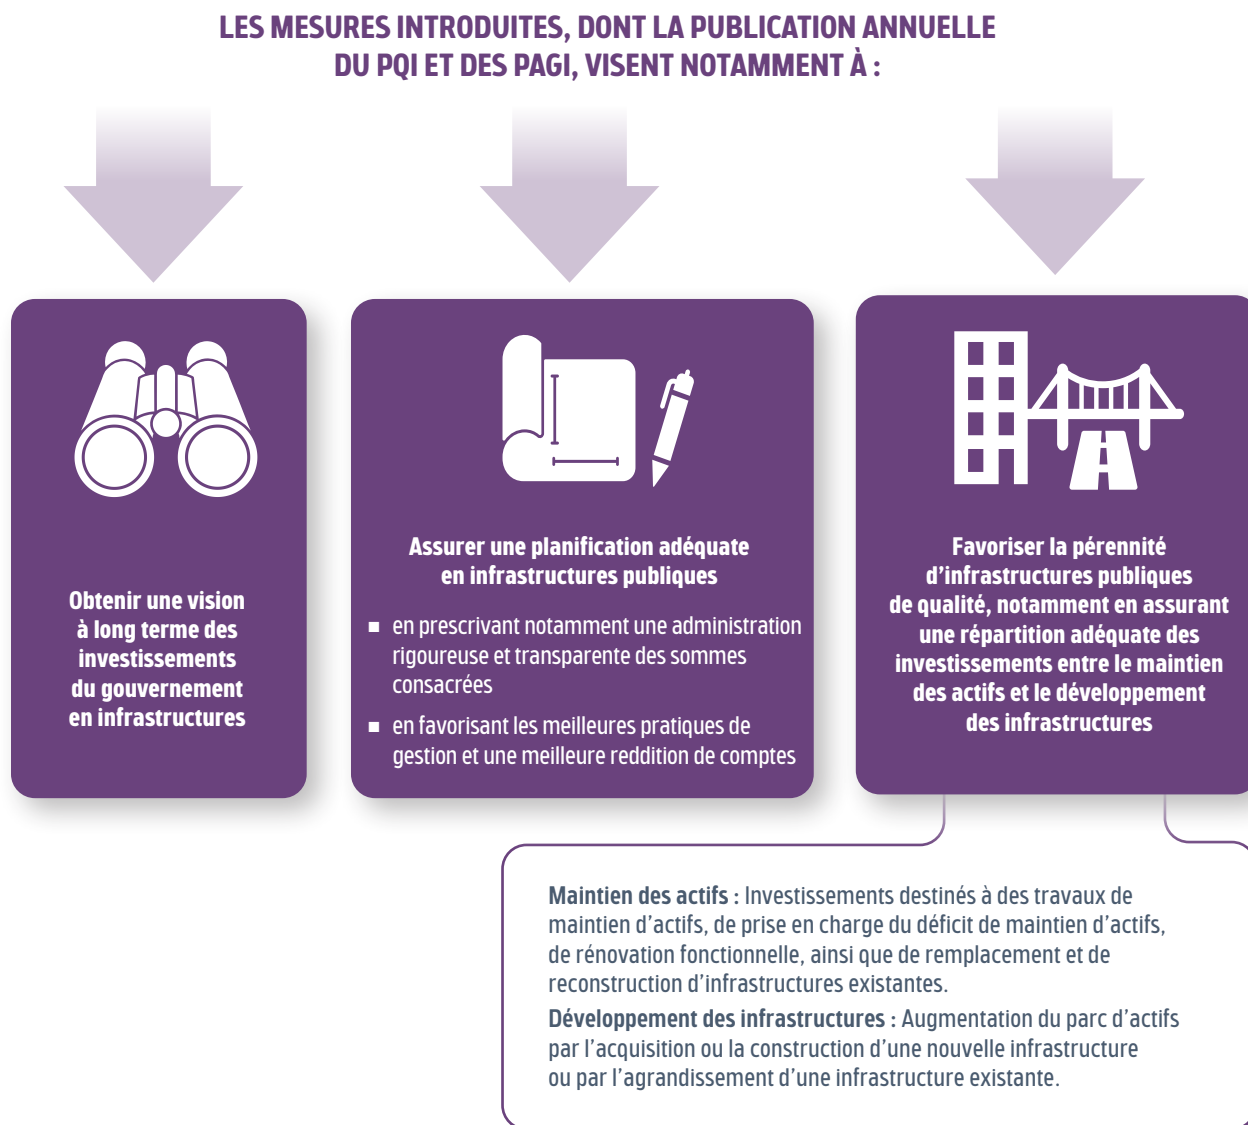 LES MESURES INTRODUITES, DONT LA PUBLICATION ANNUELLE
DU PQI ET DES PAGI, VISENT NOTAMMENT À :
Obtenir une vision
à long terme des
investissements
du gouvernement
en infrastructures
Assurer une planification adéquate
en infrastructures publiques
■ en prescrivant notamment une administration
rigoureuse et transparente des sommes
consacrées
■ en favorisant les meilleures pratiques de
gestion et une meilleure reddition de comptes
Favoriser la pérennité
d’infrastructures publiques
de qualité, notamment en assurant
une répartition adéquate des
investissements entre le maintien
des actifs et le développement
des infrastructures
Maintien des actifs : Investissements destinés à des travaux de
maintien d’actifs, de prise en charge du déficit de maintien d’actifs,
de rénovation fonctionnelle, ainsi que de remplacement et de
reconstruction d’infrastructures existantes.
Développement des infrastructures : Augmentation du parc d’actifs
par l’acquisition ou la construction d’une nouvelle infrastructure
ou par l’agrandissement d’une infrastructure existante.